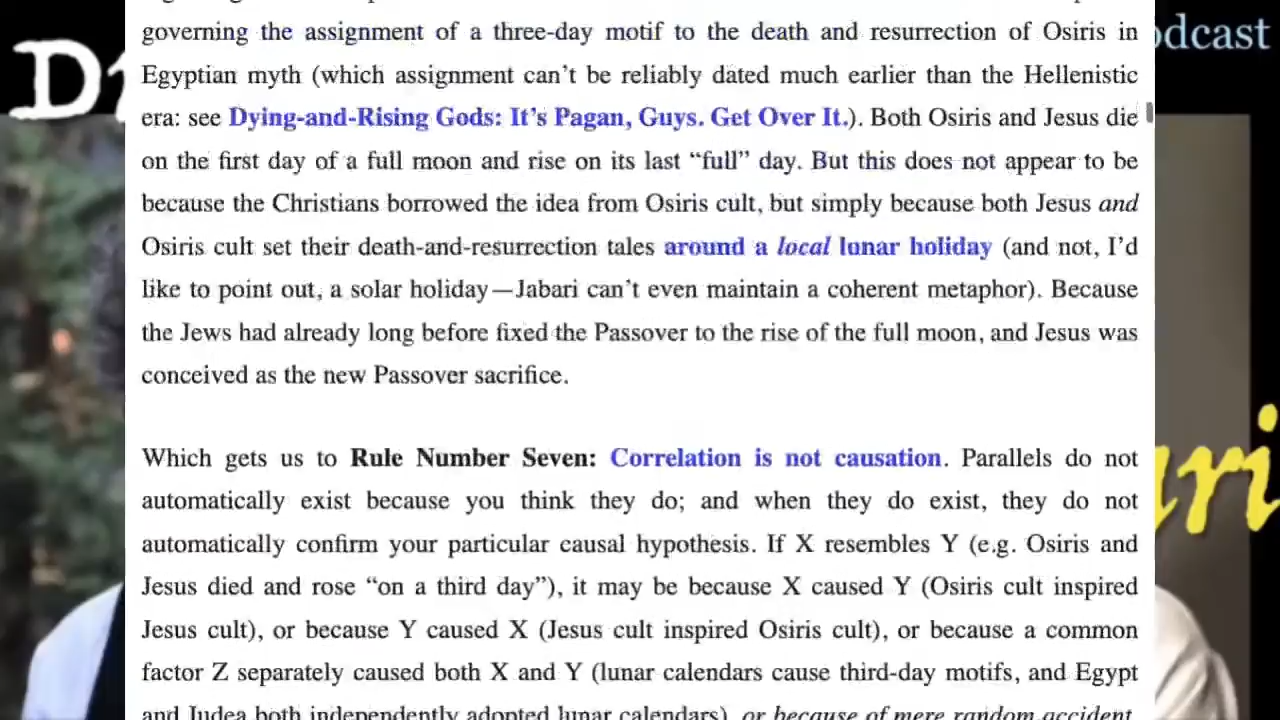 governing the assignment of a three-day motif to the death and resurrection of Osiris in
Egyptian myth (which assignment can’t be reliably dated much earlier than the Hellenistic
era: see Dying-and-Rising Gods: It’s Pagan, Guys. Get Over It.). Both Osiris and Jesus die
on the first day of a full moon and rise on its last “full” day. But this does not appear to be
because the Christians borrowed the idea from Osiris cult, but simply because both Jesus and
Osiris cult set their death-and-resurrection tales around a local lunar holiday (and not, I’d
like to point out, a solar holiday—Jabari can’t even maintain a coherent metaphor). Because
the Jews had already long before fixed the Passover to the rise of the full moon, and Jesus was
conceived as the new Passover sacrifice.
Which gets us to Rule Number Seven: Correlation is not causation. Parallels do not
automatically exist because you think they do; and when they do exist, they do not
automatically confirm your particular causal hypothesis. If X resembles Y (e.g. Osiris and
Jesus died and rose “on a third day”), it may be because X caused Y (Osiris cult inspired
Jesus cult), or because Y caused X (Jesus cult inspired Osiris cult), or because a common
factor Z separately caused both X and Y (lunar calendars cause third-day motifs, and Egypt
and Judea both independently adopted lunar calendars), or because of mere random accident